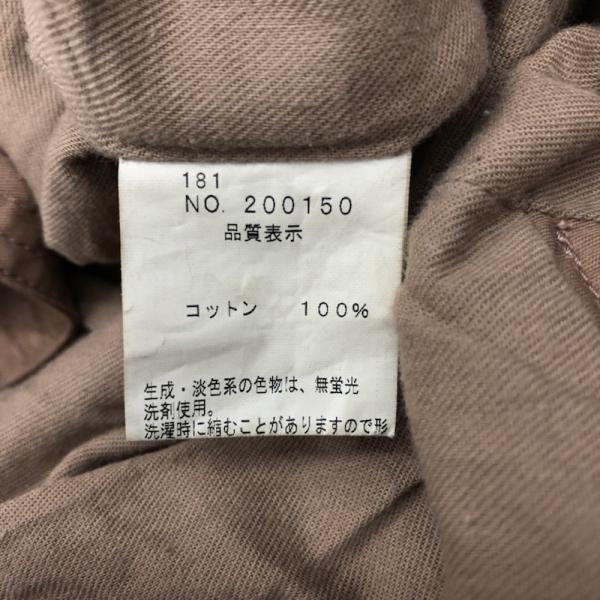 181
NO. 200150
品質表示
コットン 100%
生成・淡色系の色物は、無蛍光
洗剤使用。
洗濯時に縮むことがありますので形